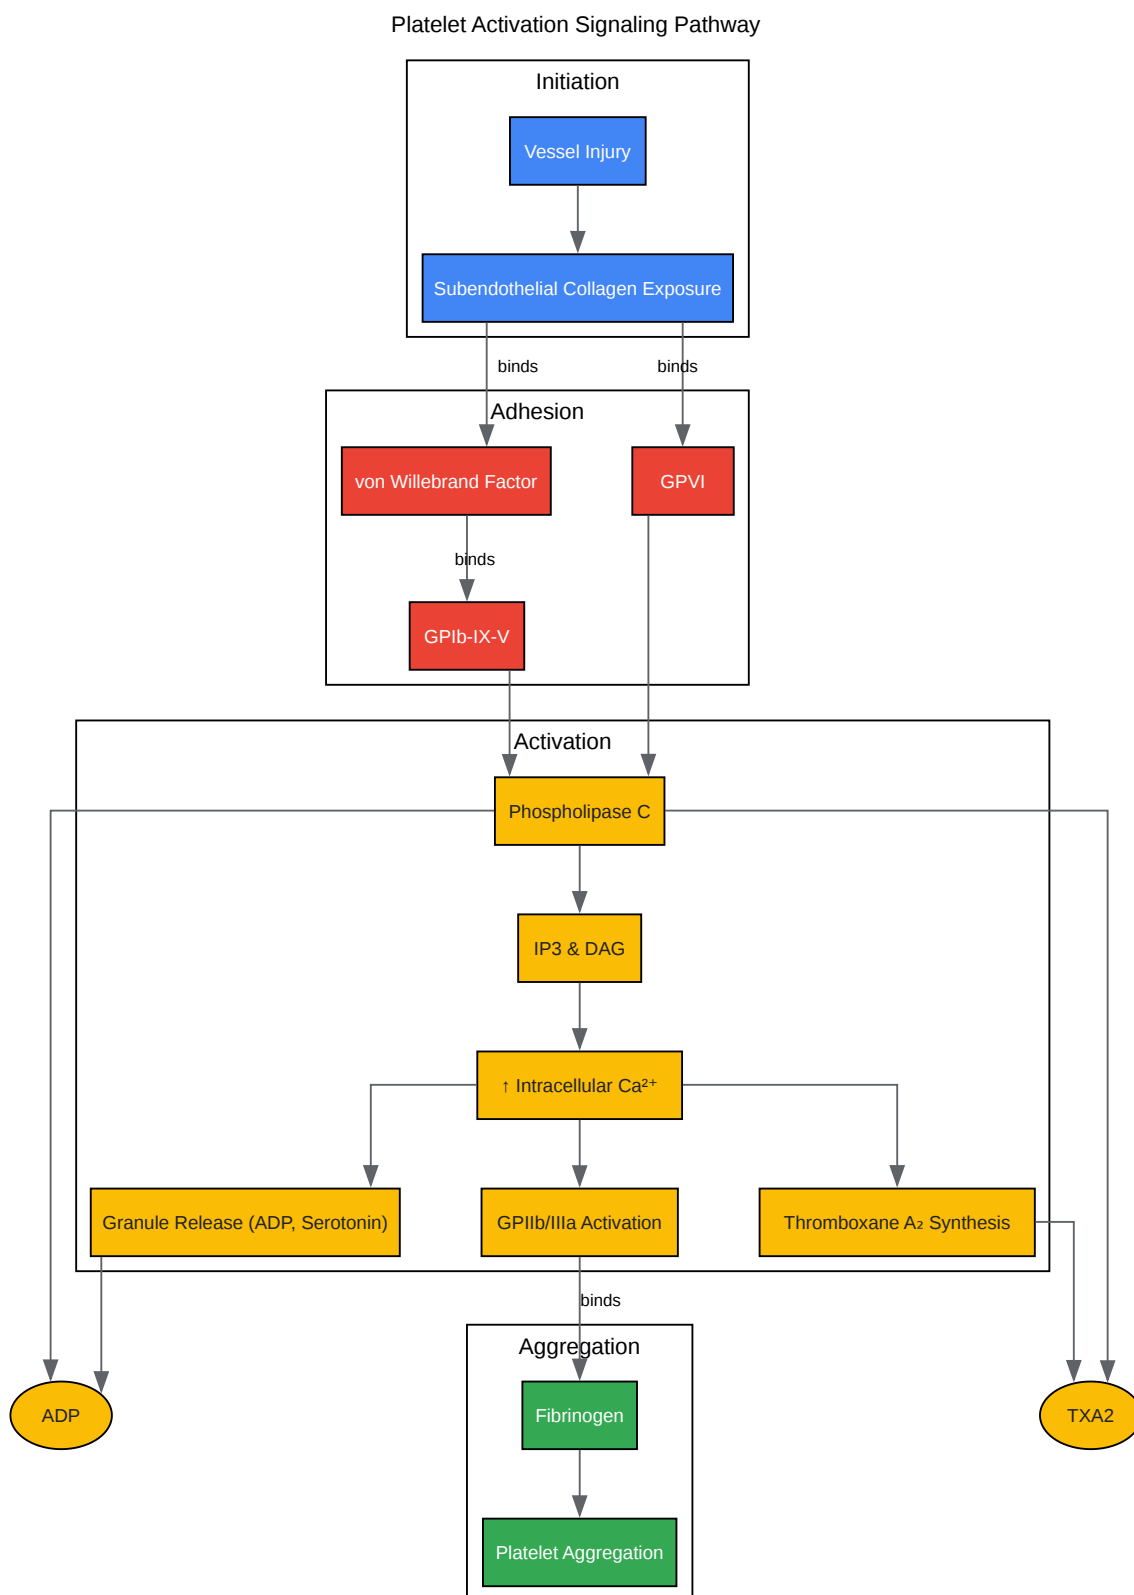 Platelet Activation Signaling Pathway
Initiation
Vessel Injury
Subendothelial Collagen Exposure
binds
binds
Adhesion
von Willebrand Factor
GPVI
binds
GPIb-IX-V
Activation
Phospholipase C
IP3 & DAG
↑ Intracellular Ca²⁺
Granule Release (ADP, Serotonin)
GPIIb/IIIa Activation
Thromboxane A₂ Synthesis
binds
Aggregation
ADP
Fibrinogen
TXA2
Platelet Aggregation